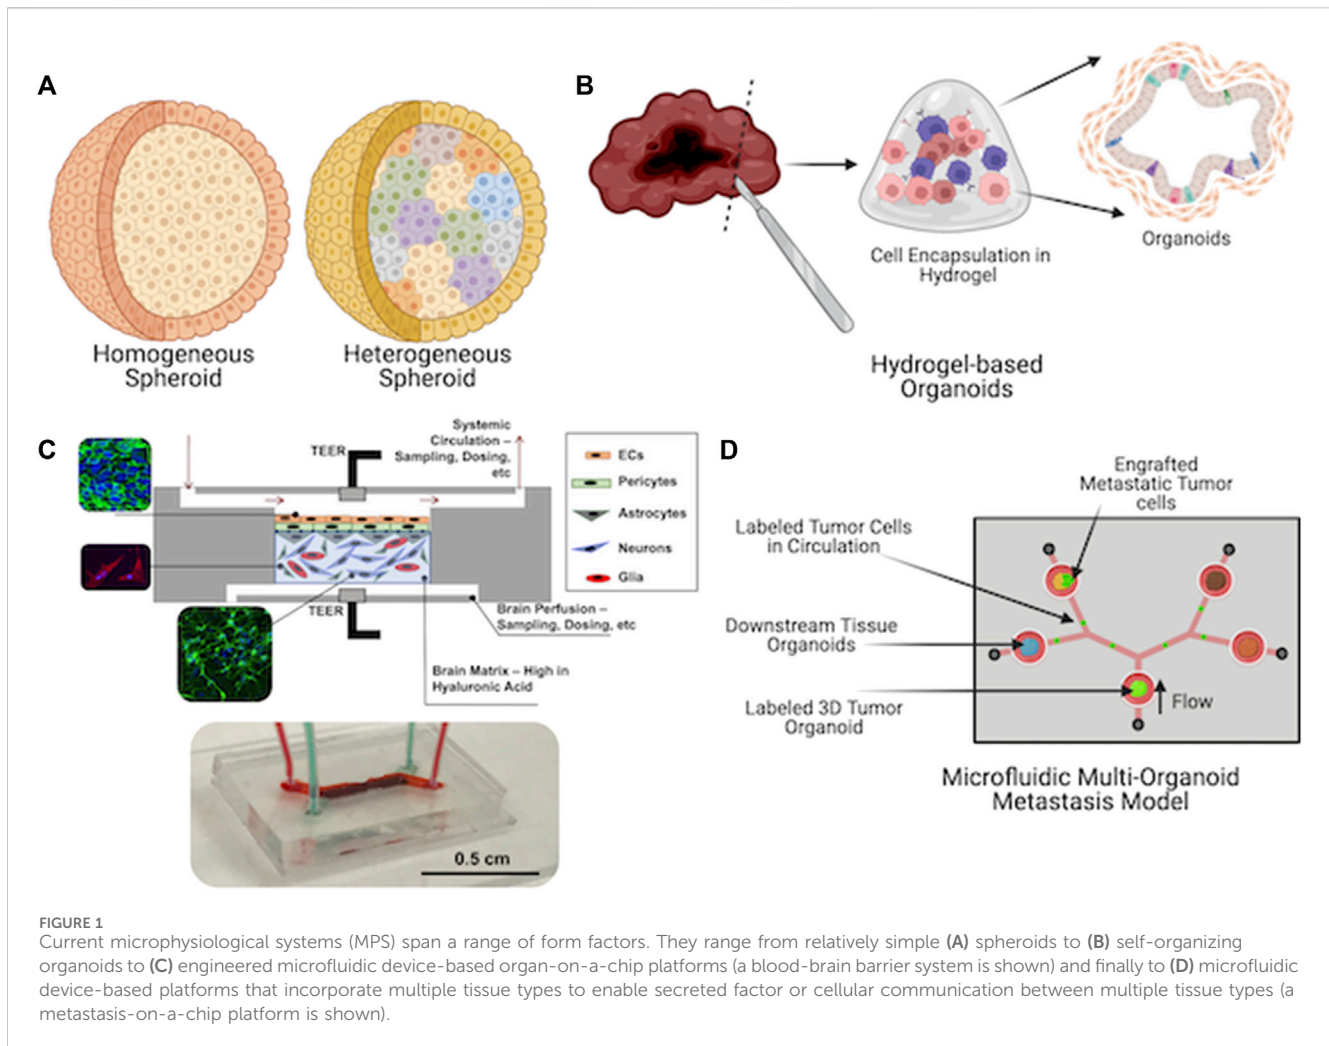 A
Homogeneous
Spheroid
Heterogeneous
Spheroid
B
Cell Encapsulation in
Hydrogel
Organoids
Hydrogel-based
Organoids
C
TEER
Systemic
Circulation –
Sampling, Dosing,
etc
ECs
Pericytes
Astrocytes
Neurons
Glia
TEER
Brain Perfusion –
Sampling, Dosing, etc
Brain Matrix – High in
Hyaluronic Acid
0.5 cm
D
Engrafted
Metastatic Tumor
cells
Labeled Tumor Cells
in Circulation
Downstream Tissue
Organoids
Labeled 3D Tumor
Organoid
Flow
Microfluidic Multi-Organoid
Metastasis Model
FIGURE 1
Current microphysiological systems (MPS) span a range of form factors. They range from relatively simple (A) spheroids to (B) self-organizing
organoids to (C) engineered microfluidic device-based organ-on-a-chip platforms (a blood-brain barrier system is shown) and finally to (D) microfluidic
device-based platforms that incorporate multiple tissue types to enable secreted factor or cellular communication between multiple tissue types (a
metastasis-on-a-chip platform is shown).